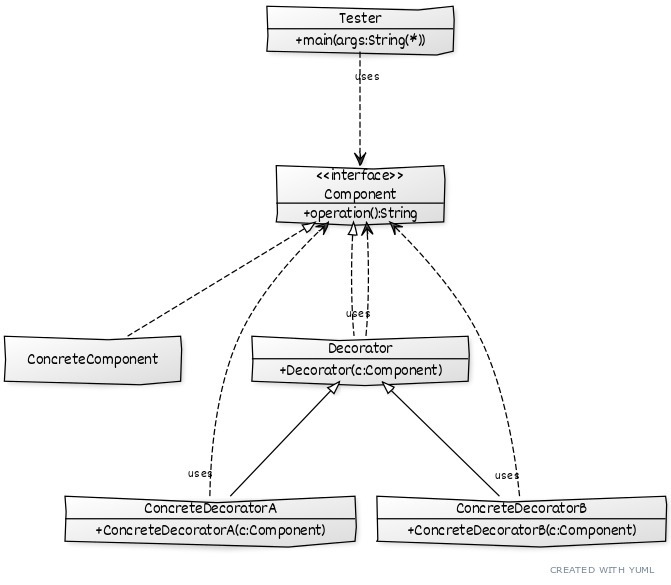 Tester
+main(args:String(*))
uses
<<interface>>
Component
+operation():String
uses
ConcreteComponent
Decorator
+Decorator(c:Component)
uses
uses
ConcreteDecoratorA
+ConcreteDecoratorA(c:Component)
ConcreteDecoratorB
+ConcreteDecoratorB(c:Component)
CREATED WITH YUML